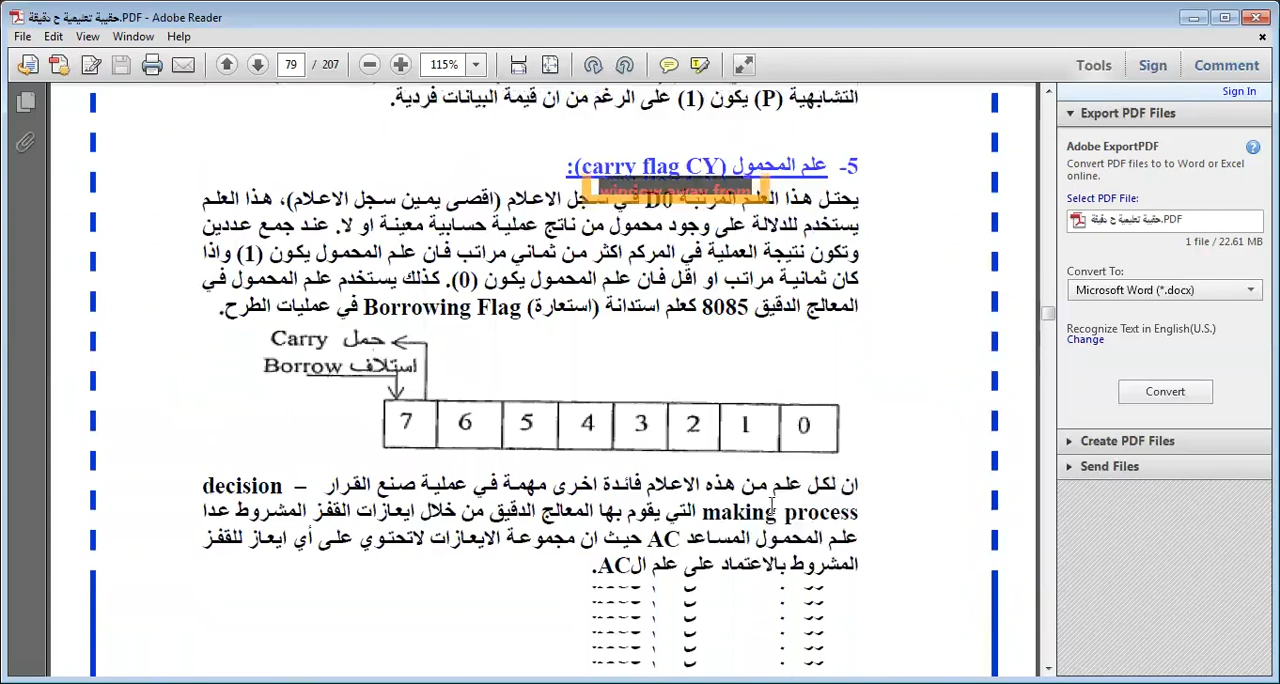 حقيبة تعليمية ح دقيقة.PDF - Adobe Reader
File Edit View Window Help
79 / 207 115% Tools Sign Comment
Sign In
Export PDF Files
Adobe ExportPDF
Convert PDF files to to Word or Excel
online.
Select PDF File:
حقيبة تعليمية ح دقيقة.PDF
1 file / 22.61 MB
Convert To:
Microsoft Word (*.docx)
Recognize Text in English(U.S.)
Change
Convert
Create PDF Files
Send Files
التشابهية (P) يكون (1) على الرغم من ان قيمة البيانات فردية.
5- علم المحمول (carry flag CY):
window away from
يحتل هذا العلم المرتبة D0 في سجل الاعلام (اقصى يمين سجل الاعلام)، هذا العلم
يستخدم للدلالة على وجود محمول من ناتج عملية حسابية معينة او لا. عند جمع عددين
وتكون نتيجة العملية في المركم اكثر من ثماني مراتب فان علم المحمول يكون (1) واذا
كان ثمانية مراتب او اقل فان علم المحمول يكون (0). كذلك يستخدم علم المحمول في
المعالج الدقيق 8085 كعلم استدانة (استعارة) Borrowing Flag في عمليات الطرح.
Carry حمل
Borrow استلاف
7 6 5 4 3 2 1 0
ان لكل علم من هذه الاعلام فائدة اخرى مهمة في عملية صنع القرار – decision
making process التي يقوم بها المعالج الدقيق من خلال ايعازات القفز المشروط عدا
علم المحمول المساعد AC حيث ان مجموعة الايعازات لاتحتوي على أي ايعاز للقفز
المشروط بالاعتماد على علم الAC.